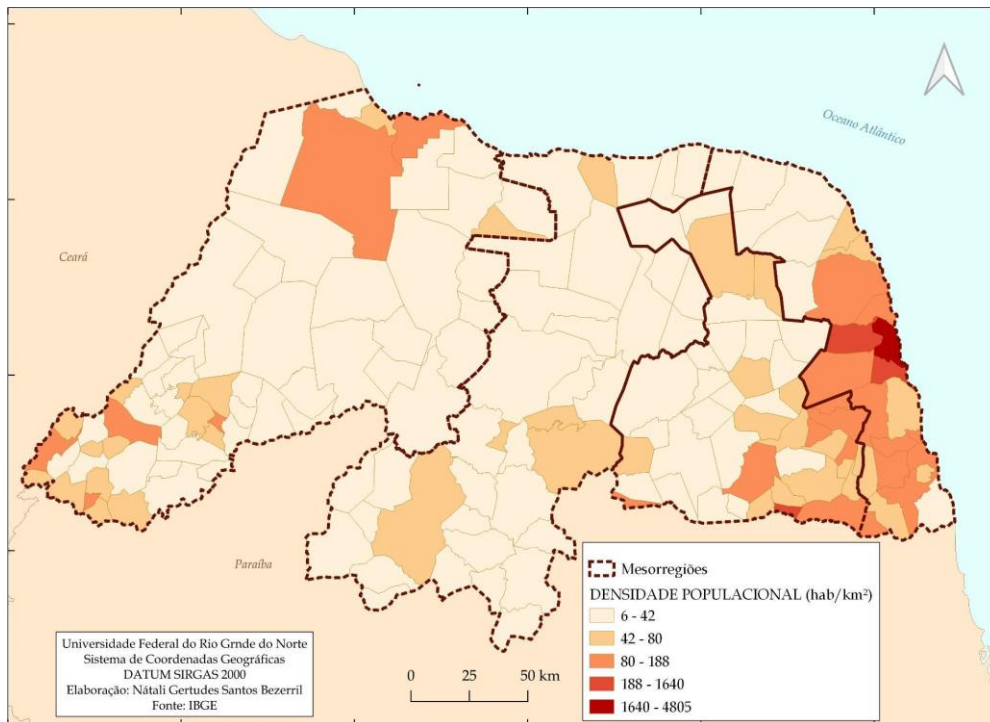 Oceano Atlântico
Ceará
Paraíba
Mesorregiões
DENSIDADE POPULACIONAL (hab/km²)
6 - 42
42 - 80
80 - 188
188 - 1640
1640 - 4805
Universidade Federal do Rio Grnde do Norte
Sistema de Coordenadas Geográficas
DATUM SIRGAS 2000
Elaboração: Nátali Gertudes Santos Bezerril
Fonte: IBGE
0 25 50 km